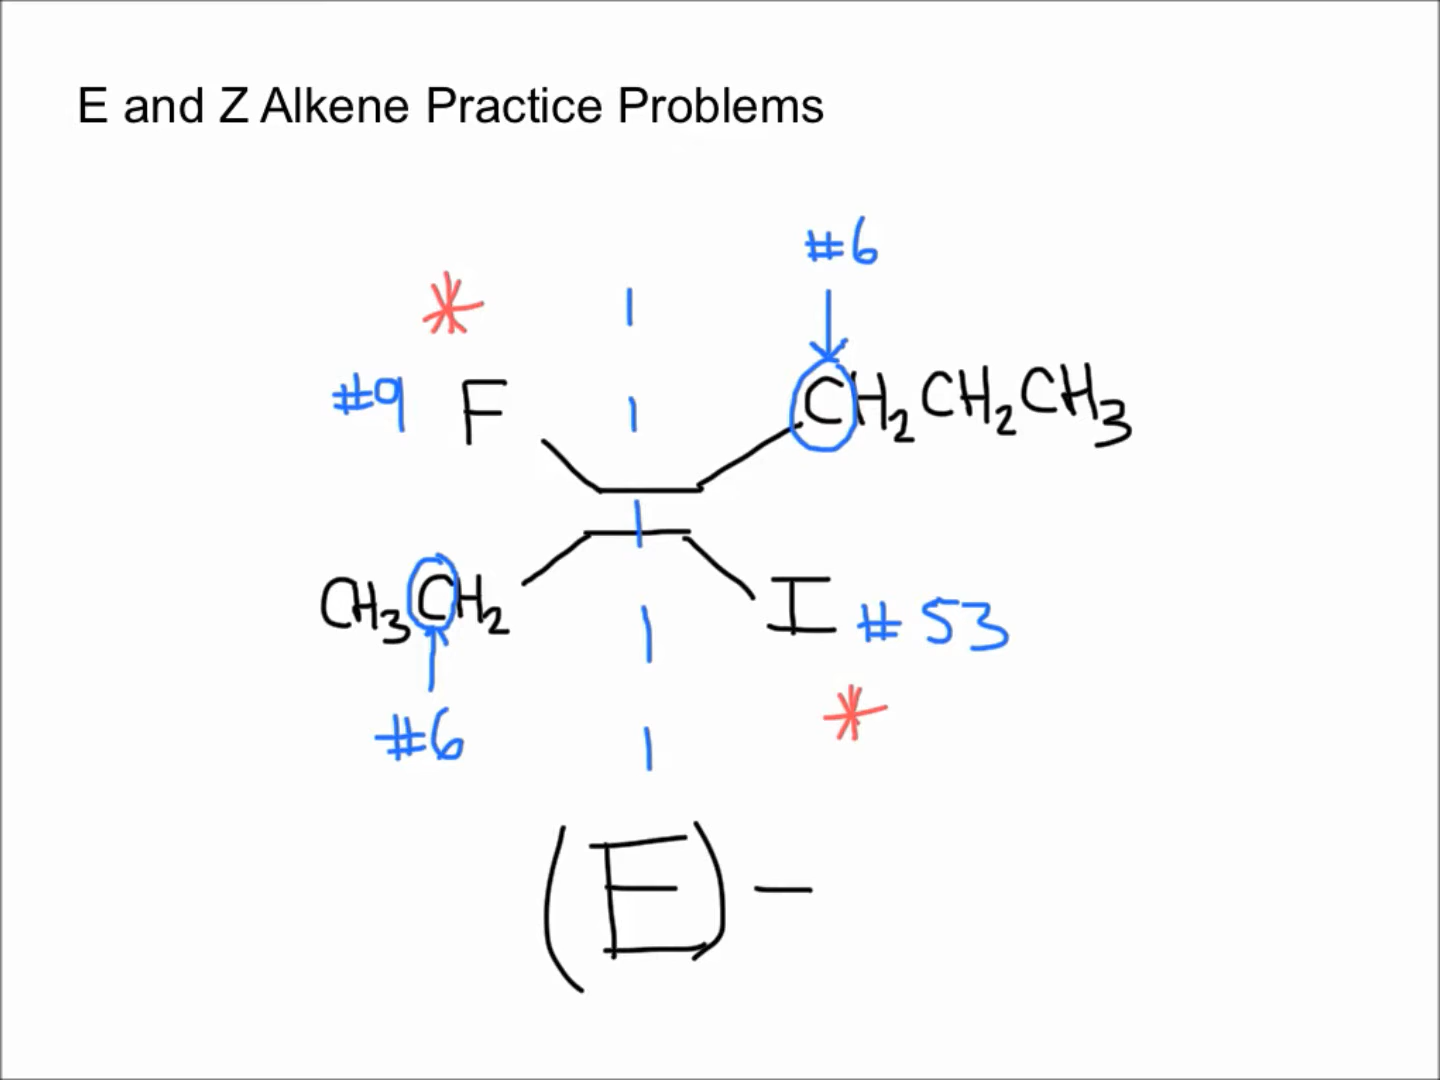 E and Z Alkene Practice Problems
#6
#9 F CH₂CH₂CH₃
CH₃CH₂ I #53
#6
(E)-